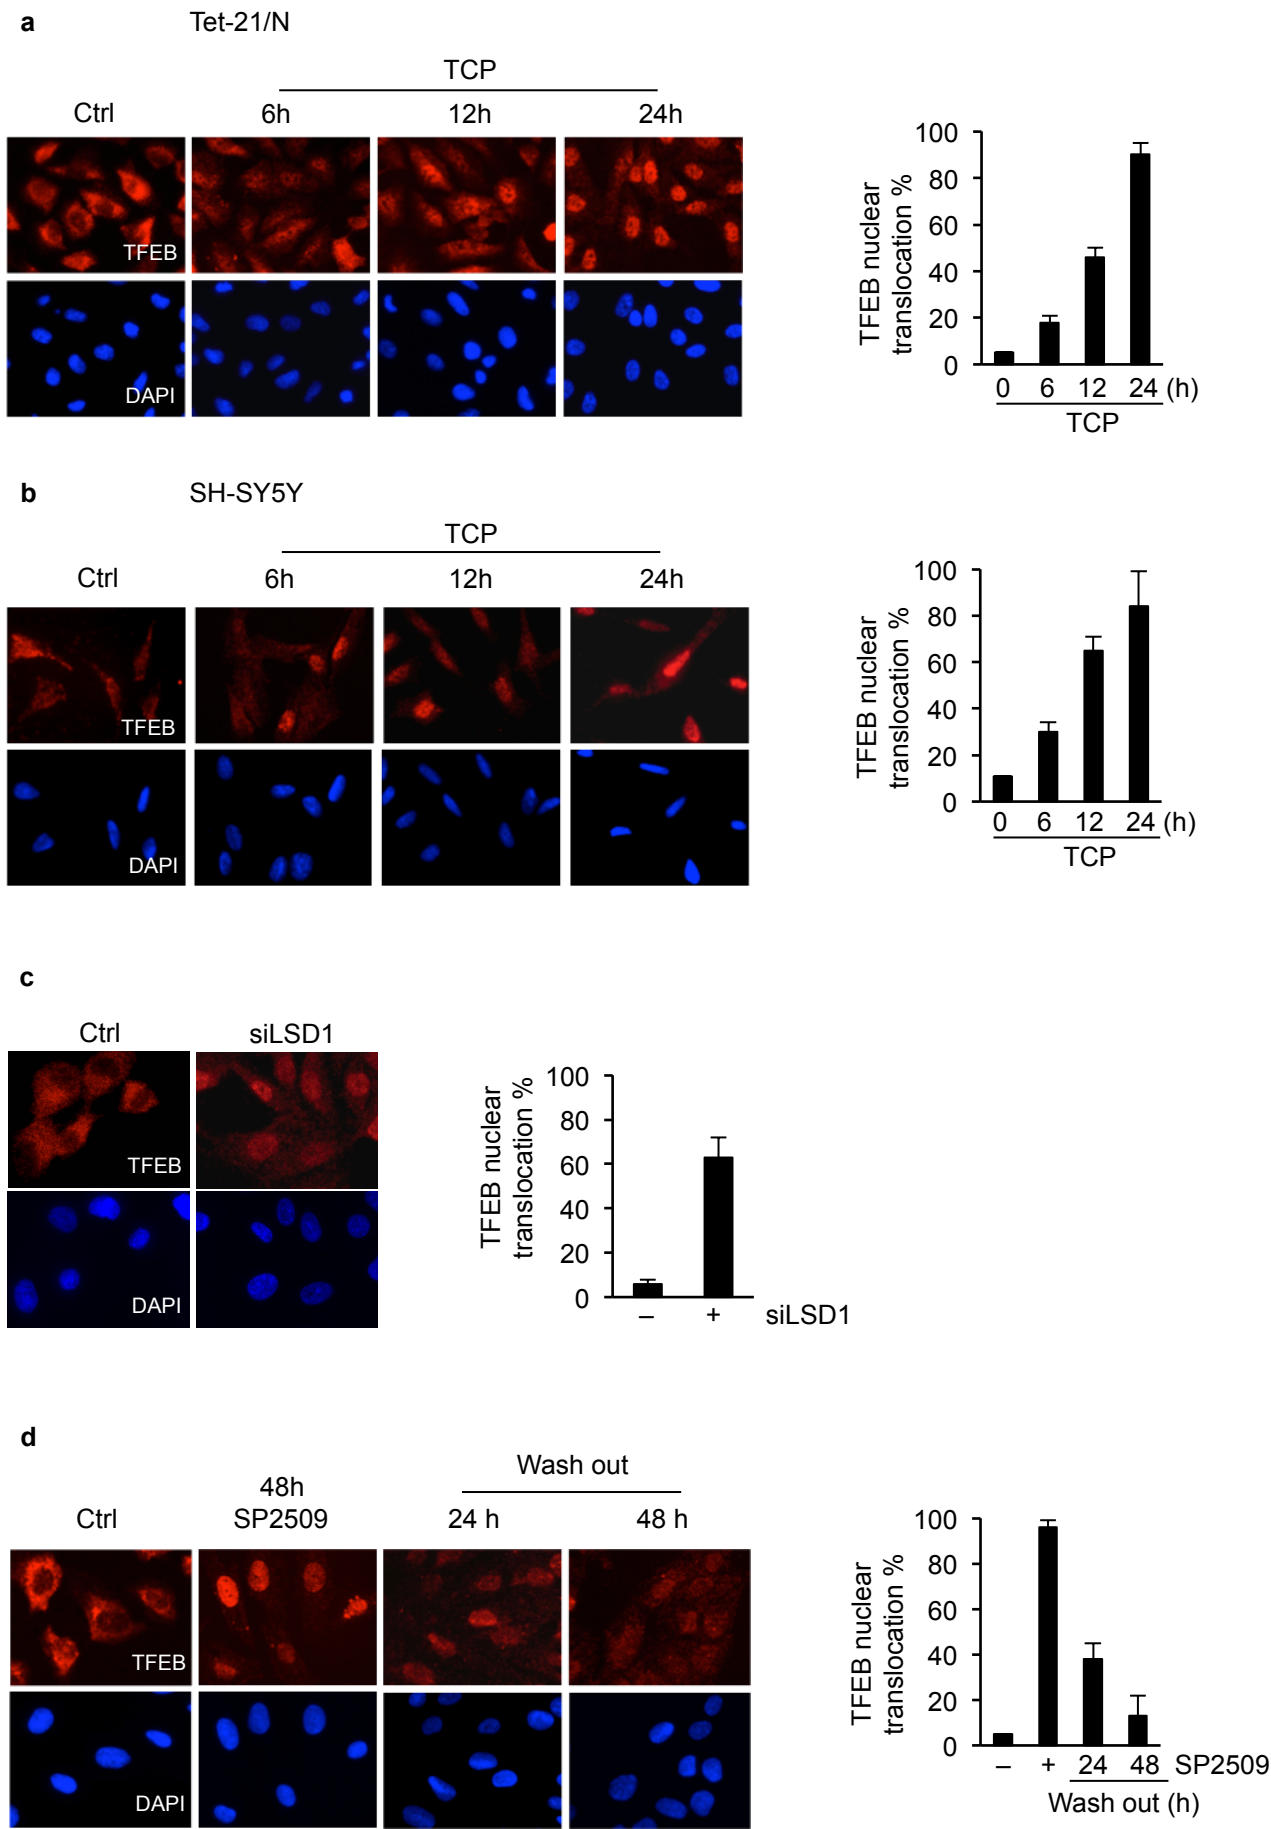 a Tet-21/N
TCP
Ctrl 6h 12h 24h
TFEB
DAPI
TFEB nuclear
translocation %
100
80
60
40
20
0
0 6 12 24 (h)
TCP
b SH-SY5Y
TCP
Ctrl 6h 12h 24h
TFEB
DAPI
TFEB nuclear
translocation %
100
80
60
40
20
0
0 6 12 24 (h)
TCP
c
Ctrl siLSD1
TFEB
DAPI
TFEB nuclear
translocation %
100
80
60
40
20
0
– + siLSD1
d
Wash out
48h
Ctrl SP2509 24 h 48 h
TFEB
DAPI
TFEB nuclear
translocation %
100
80
60
40
20
0
– + 24 48 SP2509
Wash out (h)